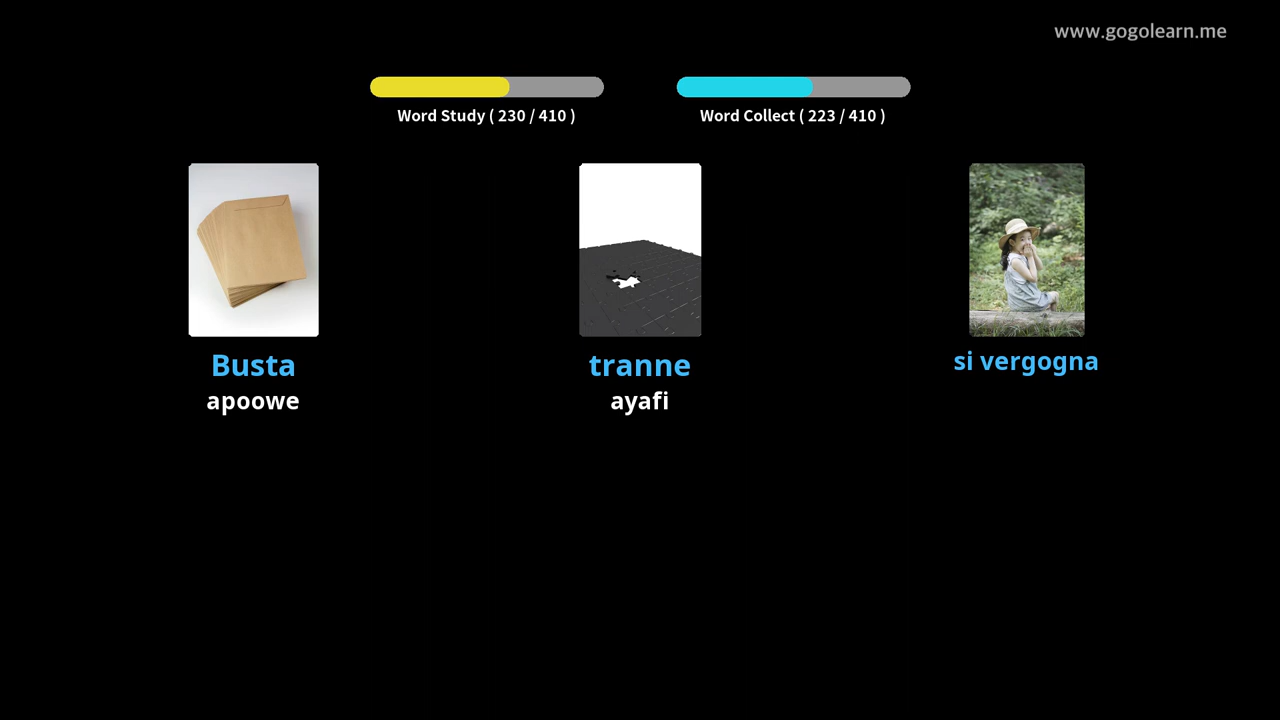 www.gogolearn.me
Word Study ( 230 / 410 )
Word Collect ( 223 / 410 )
Busta
apoowe
tranne
ayafi
si vergogna